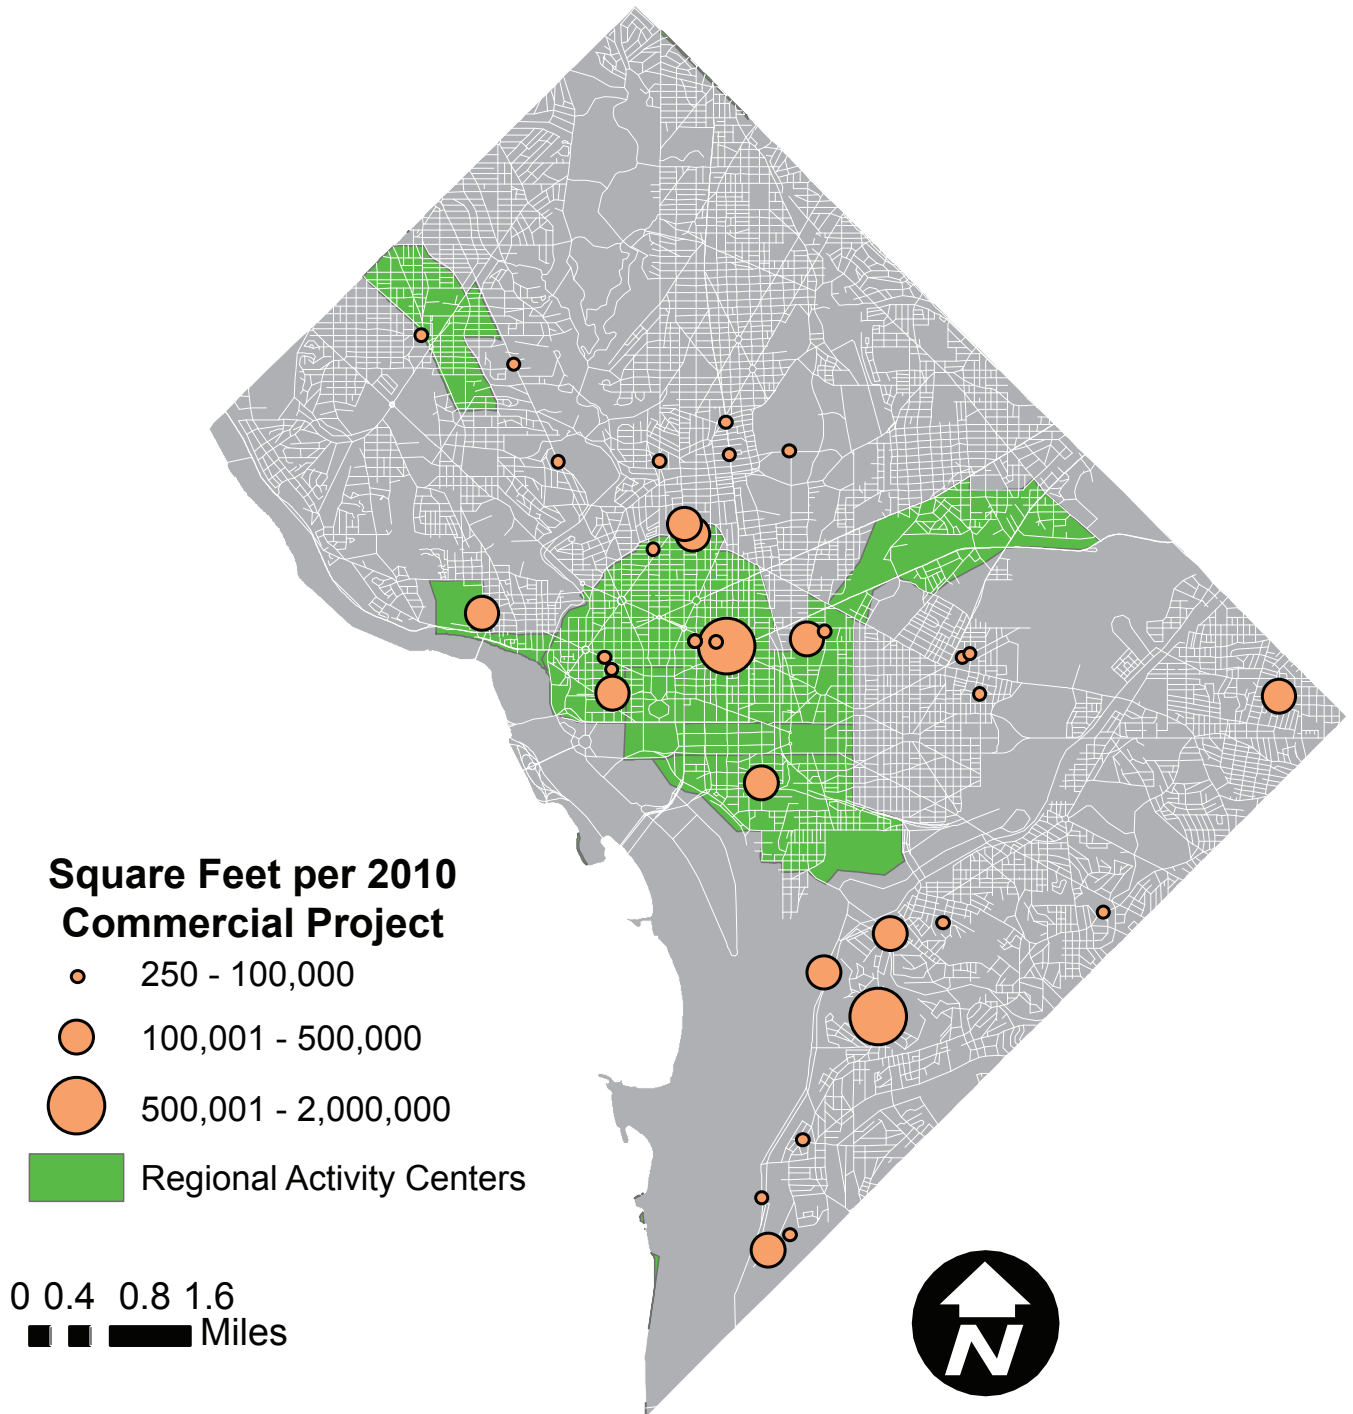 Square Feet per 2010
Commercial Project
250 - 100,000
100,001 - 500,000
500,001 - 2,000,000
Regional Activity Centers
0 0.4 0.8 1.6
Miles
N